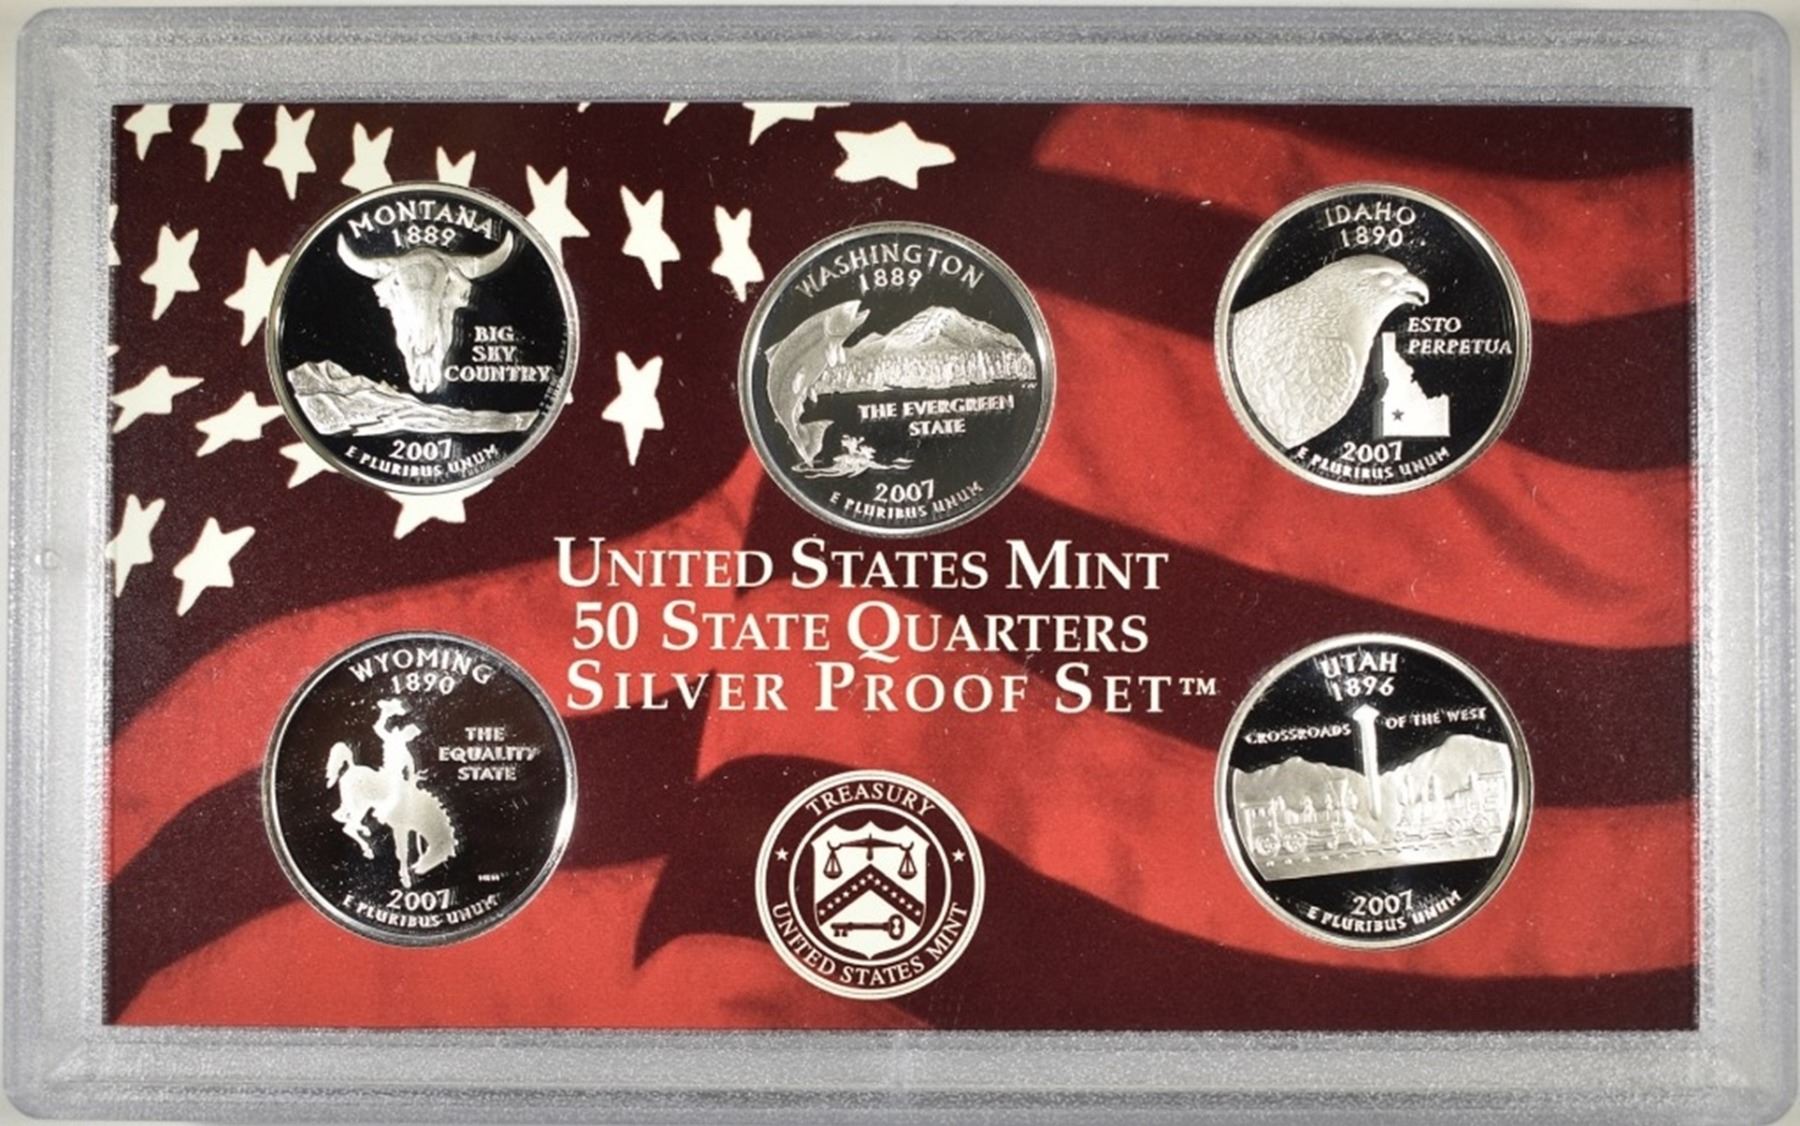 MONTANA
1889
BIG
SKY
COUNTRY
2007
E PLURIBUS UNUM
WASHINGTON
1889
THE EVERGREEN
STATE
2007
E PLURIBUS UNUM
IDAHO
1890
ESTO
PERPETUA
2007
E PLURIBUS UNUM
UNITED STATES MINT
50 STATE QUARTERS
SILVER PROOF SET™
WYOMING
1890
THE
EQUALITY
STATE
2007
E PLURIBUS UNUM
TREASURY
UNITED STATES MINT
UTAH
1896
CROSSROADS OF THE WEST
2007
E PLURIBUS UNUM